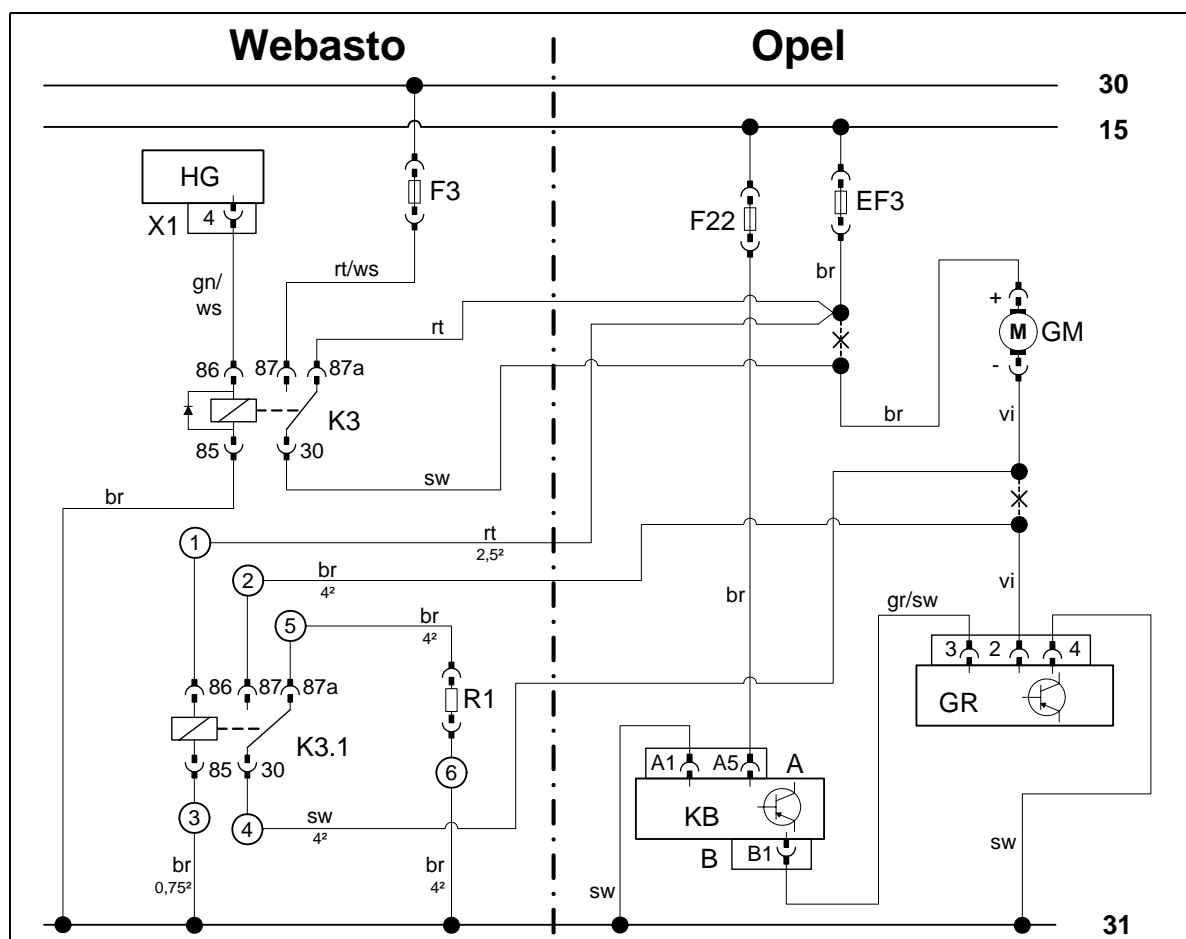 Webasto
Opel
30
15
HG
F3
EF3
X1
4
F22
rt/ws
br
gn/
ws
+
M
GM
rt
-
86
87
87a
br
vi
K3
85
30
sw
br
1
rt
2,5²
2
br
4²
br
vi
gr/sw
5
br
4²
3
2
4
86
87
87a
R1
GR
K3.1
85
30
6
A1
A5
A
KB
3
4
sw
4²
B
B1
sw
br
0,75²
br
4²
sw
31